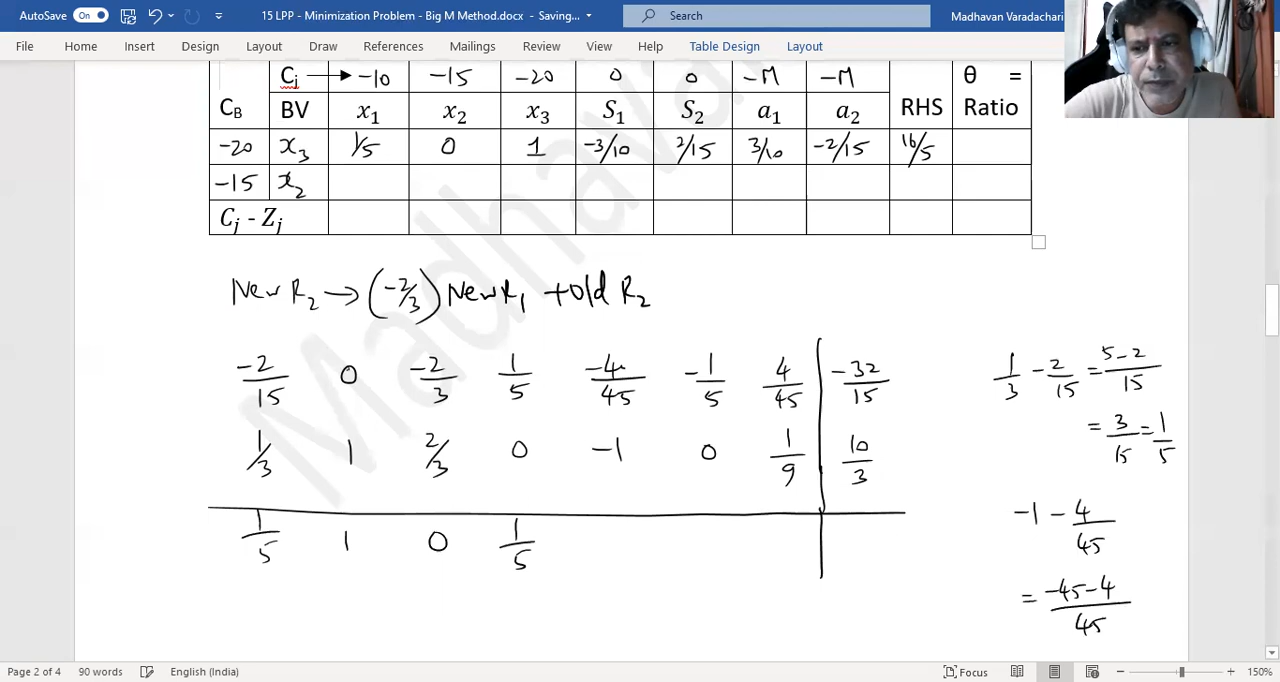 AutoSave On 15 LPP - Minimization Problem - Big M Method.docx - Saving... Search Madhavan Varadachari
File Home Insert Design Layout Draw References Mailings Review View Help Table Design Layout
Cj → -10 -15 -20 0 0 -M -M θ =
CB BV x1 x2 x3 S1 S2 a1 a2 RHS Ratio
-20 x3 1/5 0 1 -3/10 2/15 3/10 -2/15 16/5
-15 x2
Cj - Zj
New R2 → (-2/3) New R1 + Old R2
-2/15 0 -2/3 1/5 -4/45 -1/5 4/45 -32/15
1/3 1 2/3 0 -1 0 1/9 10/3
1/5 1 0 1/5
1/3 - 2/15 = 5-2/15
= 3/15 = 1/5
-1 - 4/45
= -45-4/45
Madhavan
Page 2 of 4 90 words English (India) Focus 150%